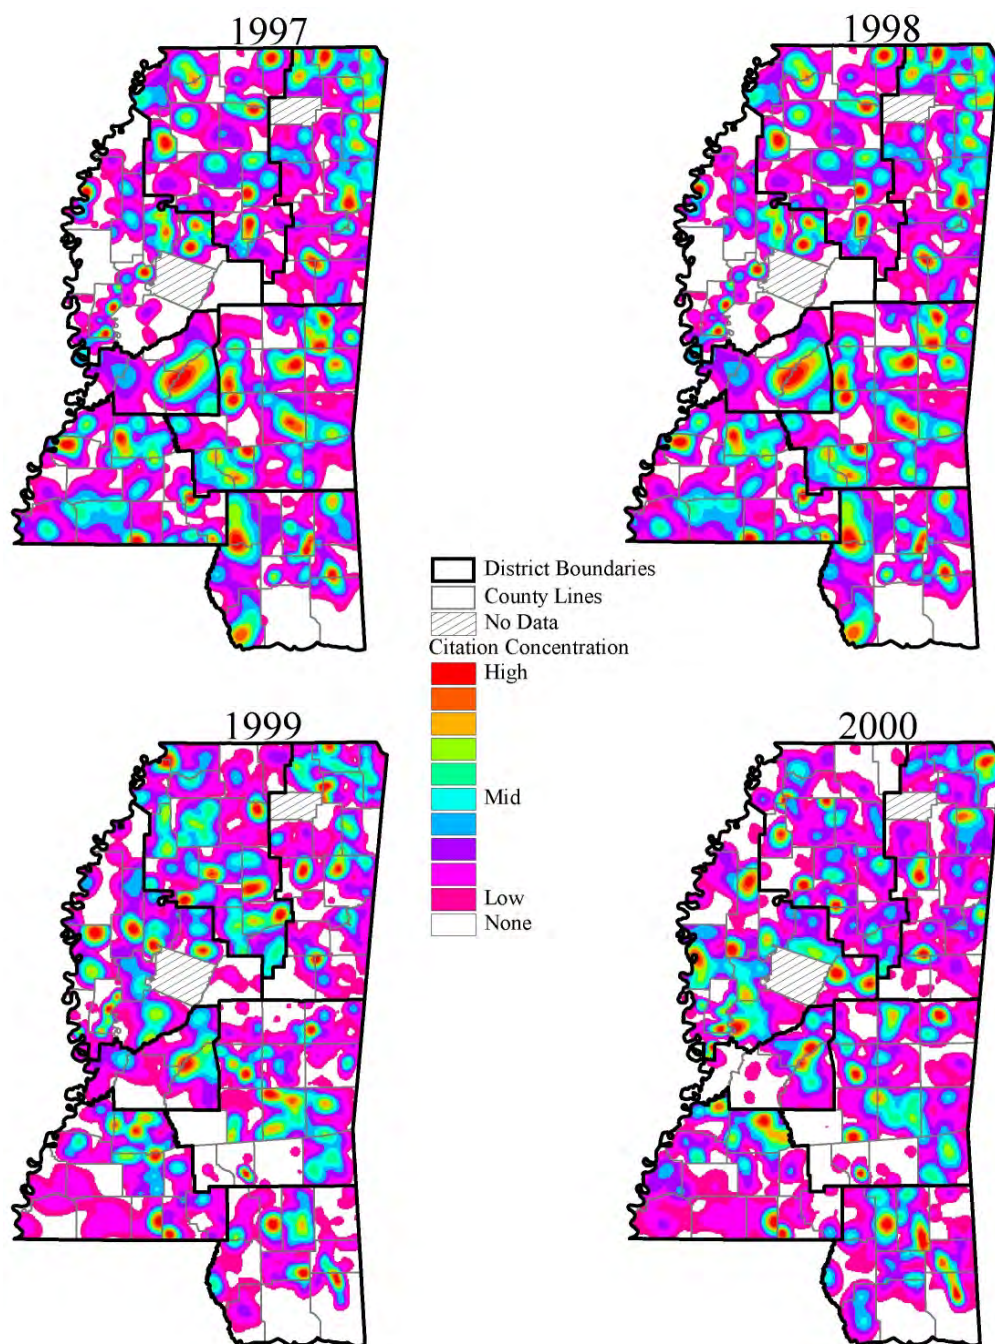 1997
1998
District Boundaries
County Lines
No Data
Citation Concentration
High
Mid
Low
None
1999
2000